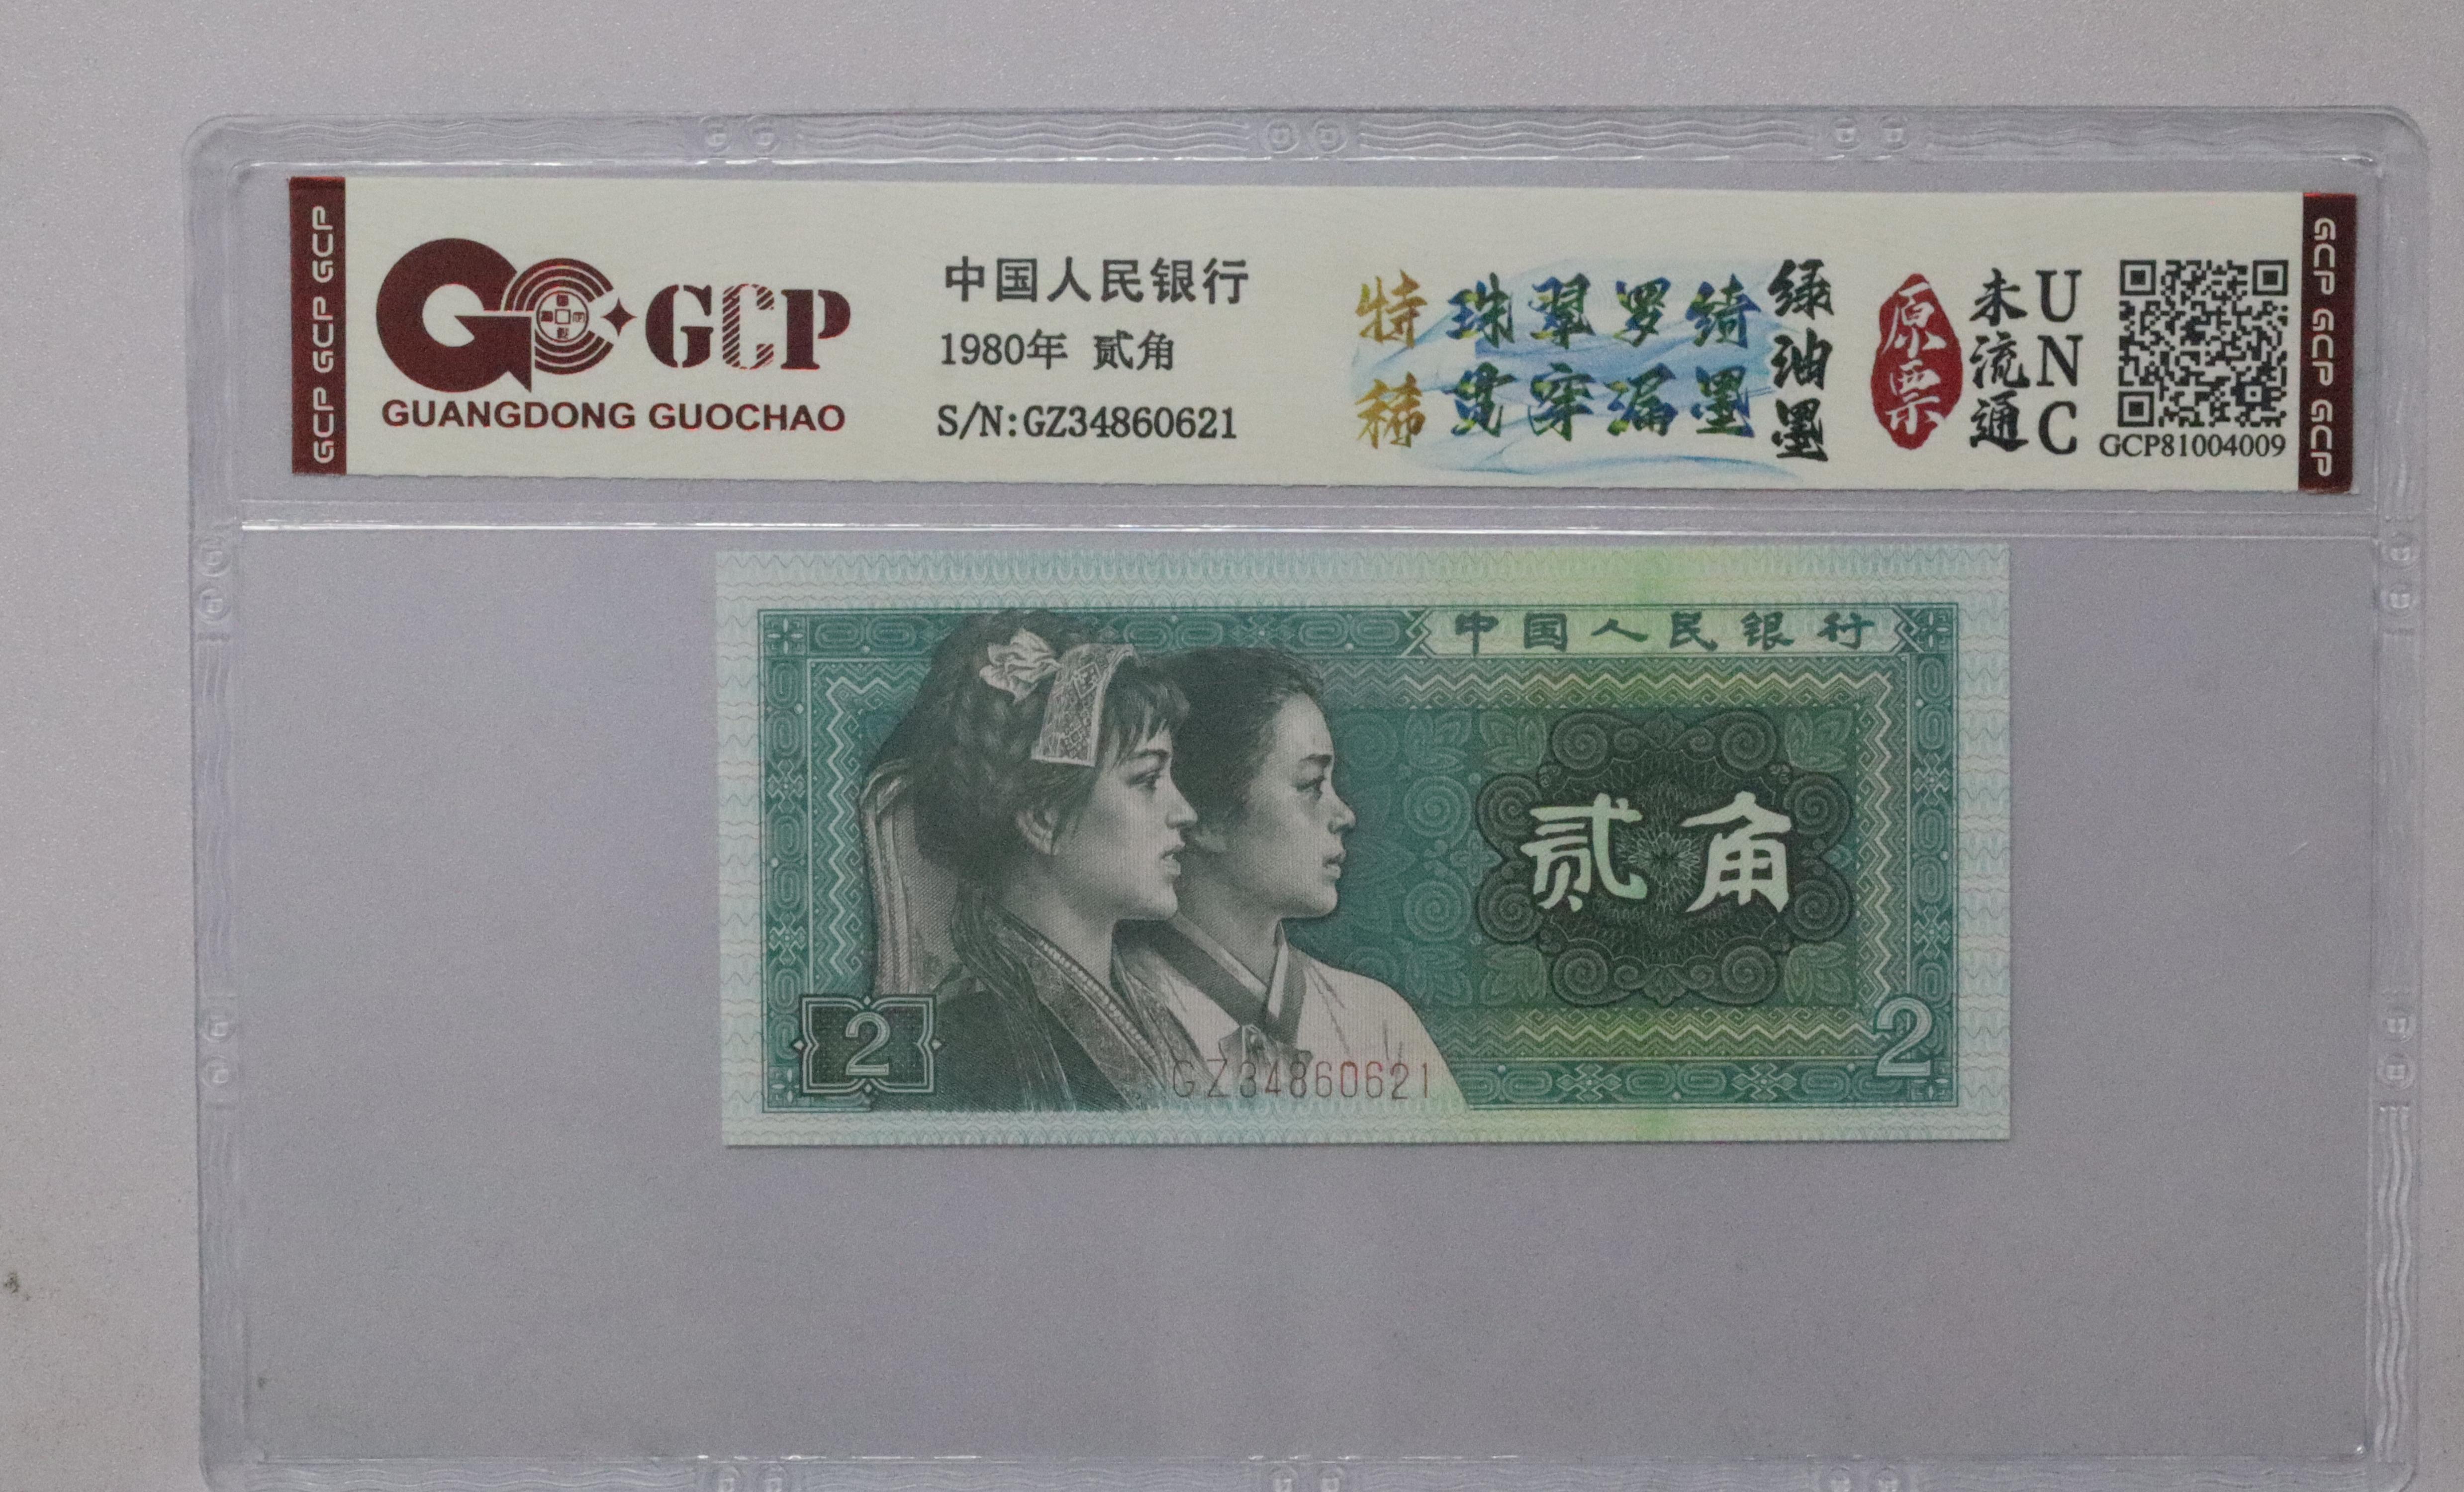 GCP GCP GCP
GCP
GUANGDONG GUOCHAO
中国人民银行
1980年 贰角
S/N:GZ34860621
特稀
珠翠罗绮
贯穿漏墨
绿油墨
原票
未流通
UNC
GCP81004009
GCP GCP GCP
中国人民银行
贰角
2
GZ34860621
2